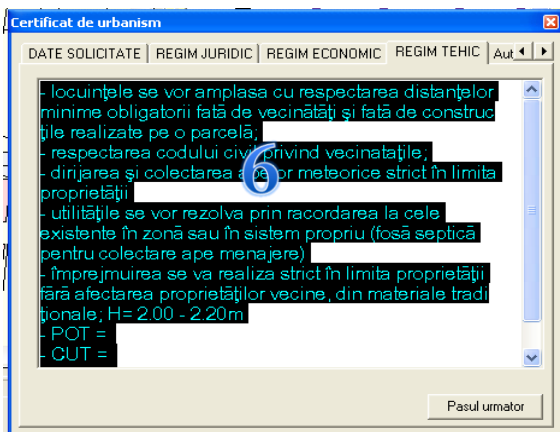 Certificat de urbanism
DATE SOLICITATE REGIM JURIDIC REGIM ECONOMIC REGIM TEHIC Aut
- locuinţele se vor amplasa cu respectarea distanţelor
minime obligatorii fată de vecinătăţi şi fată de construc
ţiile realizate pe o parcelă;
- respectarea codului civil privind vecinataţile;
- dirijarea şi colectarea apelor meteorice strict în limita
proprietăţii
- utilităţile se vor rezolva prin racordarea la cele
existente în zonă sau în sistem propriu (fosă septică
pentru colectare ape menajere)
- împrejmuirea se va realiza strict în limita proprietăţii
fără afectarea proprietăţilor vecine, din materiale tradi
ţionale; H= 2.00 - 2.20m
- POT =
- CUT =
6
Pasul urmator